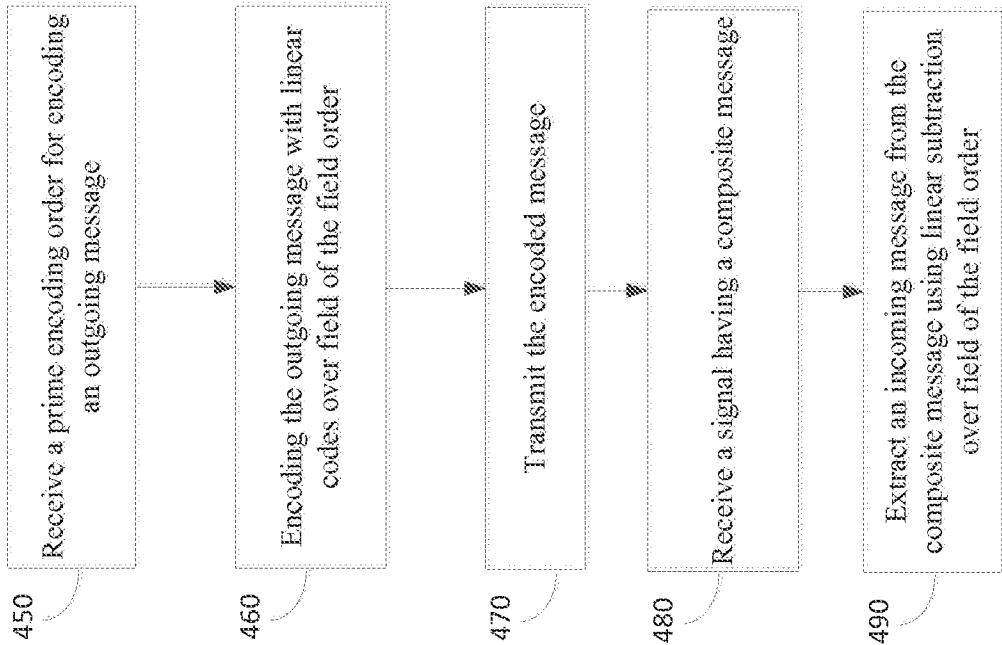 450
Receive a prime encoding order for encoding
an outgoing message
460
Encoding the outgoing message with linear
codes over field of the field order
470
Transmit the encoded message
480
Receive a signal having a composite message
490
Extract an incoming message from the
composite message using linear subtraction
over field of the field order